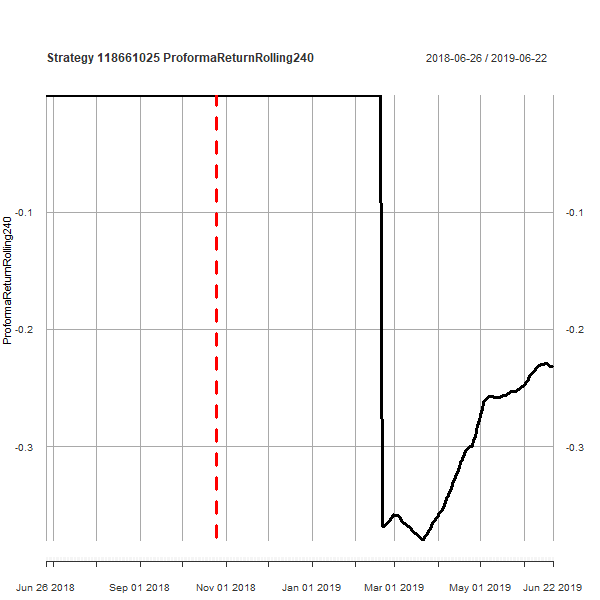 Strategy 118661025 ProformaReturnRolling240
2018-06-26 / 2019-06-22
ProformaReturnRolling240
-0.1
-0.2
-0.3
-0.1
-0.2
-0.3
Jun 26 2018
Sep 01 2018
Nov 01 2018
Jan 01 2019
Mar 01 2019
May 01 2019
Jun 22 2019